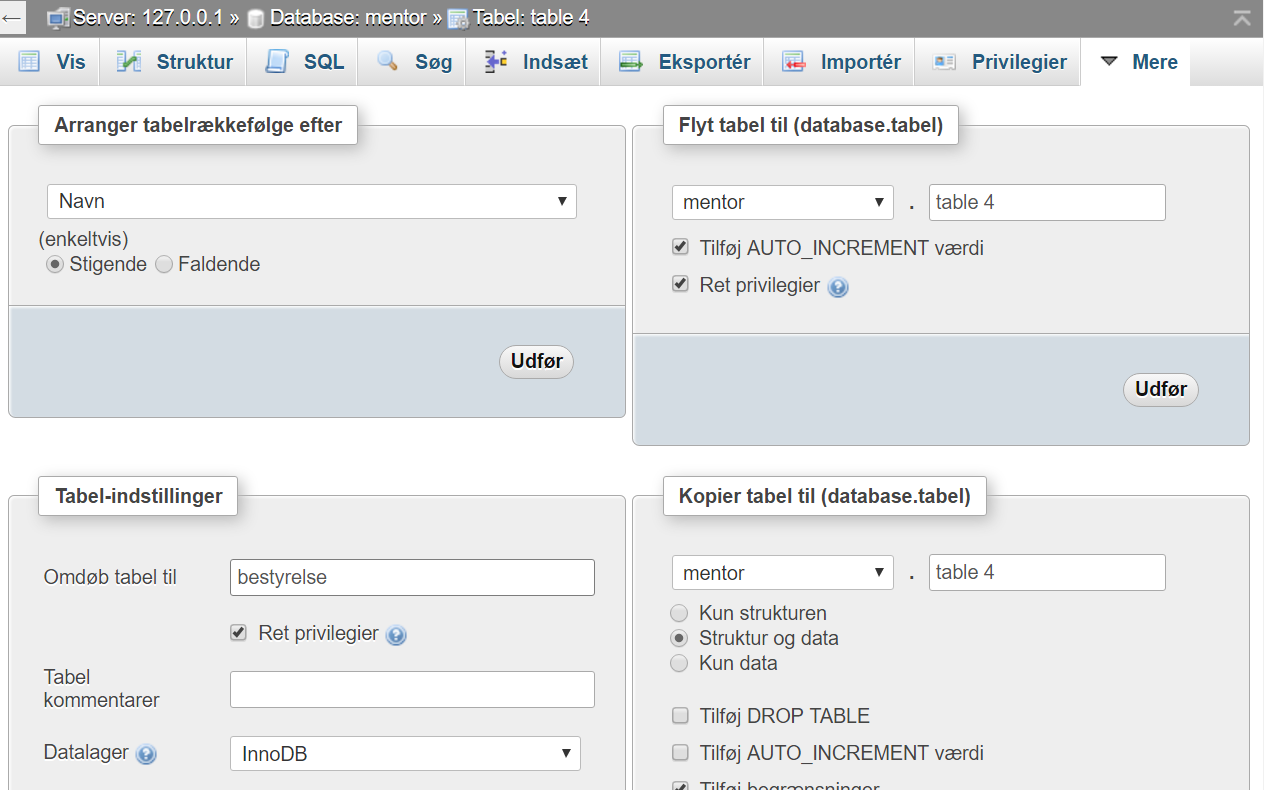 Server: 127.0.0.1 » Database: mentor » Tabel: table 4
Vis Struktur SQL Søg Indsæt Eksportér Importér Privilegier Mere
Arranger tabelrækkefølge efter
Navn
(enkeltvis)
Stigende Faldende
Udfør
Flyt tabel til (database.tabel)
mentor . table 4
Tilføj AUTO_INCREMENT værdi
Ret privilegier
Udfør
Tabel-indstillinger
Omdøb tabel til bestyrelse
Ret privilegier
Tabel
kommentarer
Datalager InnoDB
Kopier tabel til (database.tabel)
mentor . table 4
Kun strukturen
Struktur og data
Kun data
Tilføj DROP TABLE
Tilføj AUTO_INCREMENT værdi
Tilføj begrænsninger